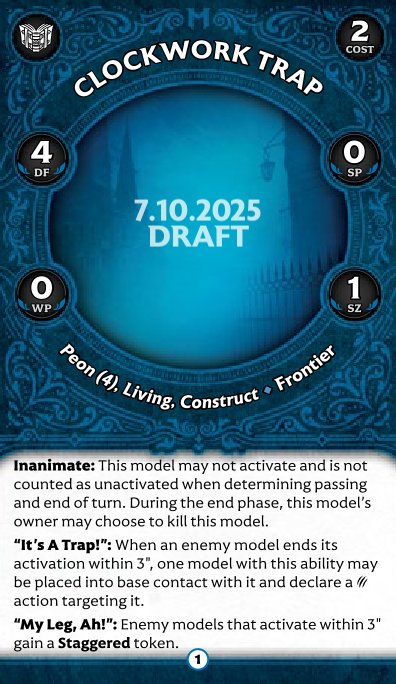 2
COST
CLOCKWORK TRAP
4
DF
0
SP
7.10.2025
DRAFT
0
WP
1
SZ
Peon (4), Living, Construct ♦ Frontier
Inanimate: This model may not activate and is not
counted as unactivated when determining passing
and end of turn. During the end phase, this model's
owner may choose to kill this model.
“It’s A Trap!”: When an enemy model ends its
activation within 3", one model with this ability may
be placed into base contact with it and declare a
action targeting it.
“My Leg, Ah!”: Enemy models that activate within 3"
gain a Staggered token.
1